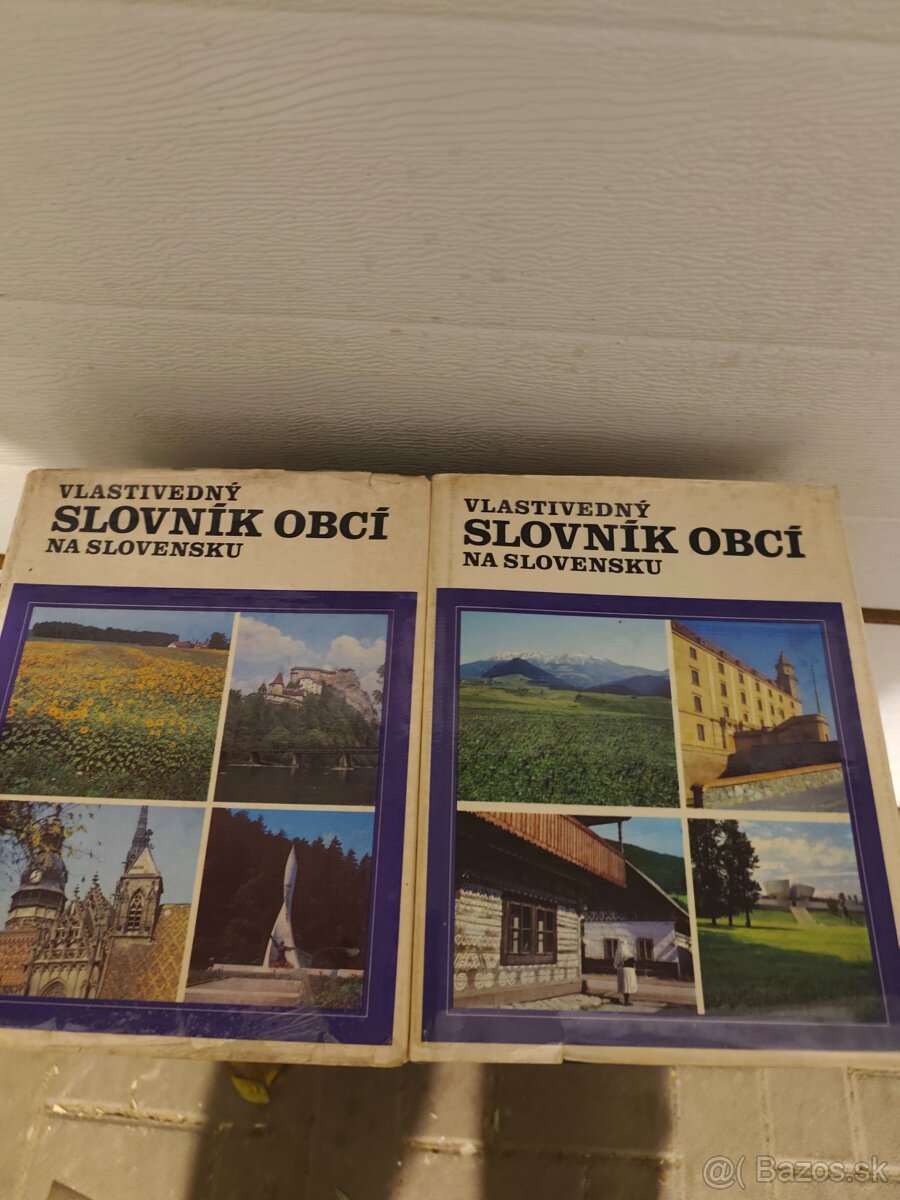 VLASTIVEDNÝ
SLOVNÍK OBCÍ
NA SLOVENSKU
VLASTIVEDNÝ
SLOVNÍK OBCÍ
NA SLOVENSKU
@( Bazos.sk